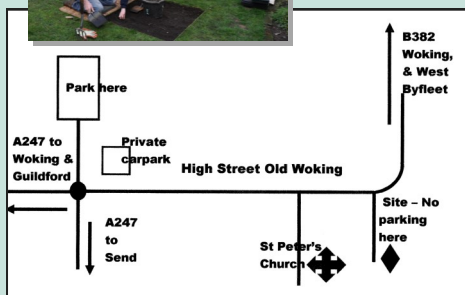 B382
Woking,
& West
Byfleet
Park here
A247 to
Woking &
Guildford
Private
carpark
High Street Old Woking
A247
to
Send
St Peter's
Church
Site – No
parking
here